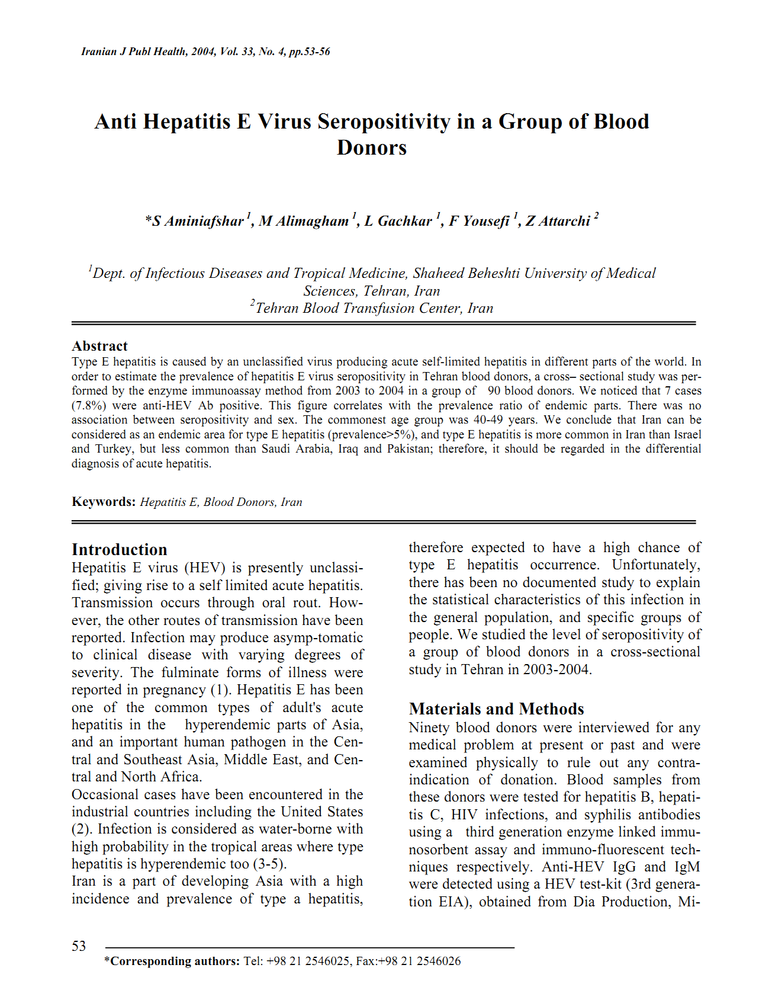 Iranian J Publ Health, 2004, Vol. 33, No. 4, pp.53-56
Anti Hepatitis E Virus Seropositivity in a Group of Blood
Donors
*S Aminiafshar 1, M Alimagham 1, L Gachkar 1, F Yousefi 1, Z Attarchi 2
1Dept. of Infectious Diseases and Tropical Medicine, Shaheed Beheshti University of Medical
Sciences, Tehran, Iran
2Tehran Blood Transfusion Center, Iran
Abstract
Type E hepatitis is caused by an unclassified virus producing acute self-limited hepatitis in different parts of the world. In
order to estimate the prevalence of hepatitis E virus seropositivity in Tehran blood donors, a cross– sectional study was per-
formed by the enzyme immunoassay method from 2003 to 2004 in a group of 90 blood donors. We noticed that 7 cases
(7.8%) were anti-HEV Ab positive. This figure correlates with the prevalence ratio of endemic parts. There was no
association between seropositivity and sex. The commonest age group was 40-49 years. We conclude that Iran can be
considered as an endemic area for type E hepatitis (prevalence>5%), and type E hepatitis is more common in Iran than Israel
and Turkey, but less common than Saudi Arabia, Iraq and Pakistan; therefore, it should be regarded in the differential
diagnosis of acute hepatitis.
Keywords: Hepatitis E, Blood Donors, Iran
Introduction
Hepatitis E virus (HEV) is presently unclassi-
fied; giving rise to a self limited acute hepatitis.
Transmission occurs through oral rout. How-
ever, the other routes of transmission have been
reported. Infection may produce asymp-tomatic
to clinical disease with varying degrees of
severity. The fulminate forms of illness were
reported in pregnancy (1). Hepatitis E has been
one of the common types of adult's acute
hepatitis in the hyperendemic parts of Asia,
and an important human pathogen in the Cen-
tral and Southeast Asia, Middle East, and Cen-
tral and North Africa.
Occasional cases have been encountered in the
industrial countries including the United States
(2). Infection is considered as water-borne with
high probability in the tropical areas where type
hepatitis is hyperendemic too (3-5).
Iran is a part of developing Asia with a high
incidence and prevalence of type a hepatitis,
therefore expected to have a high chance of
type E hepatitis occurrence. Unfortunately,
there has been no documented study to explain
the statistical characteristics of this infection in
the general population, and specific groups of
people. We studied the level of seropositivity of
a group of blood donors in a cross-sectional
study in Tehran in 2003-2004.
Materials and Methods
Ninety blood donors were interviewed for any
medical problem at present or past and were
examined physically to rule out any contra-
indication of donation. Blood samples from
these donors were tested for hepatitis B, hepati-
tis C, HIV infections, and syphilis antibodies
using a third generation enzyme linked immu-
nosorbent assay and immuno-fluorescent tech-
niques respectively. Anti-HEV IgG and IgM
were detected using a HEV test-kit (3rd genera-
tion EIA), obtained from Dia Production, Mi-
53
*Corresponding authors: Tel: +98 21 2546025, Fax:+98 21 2546026